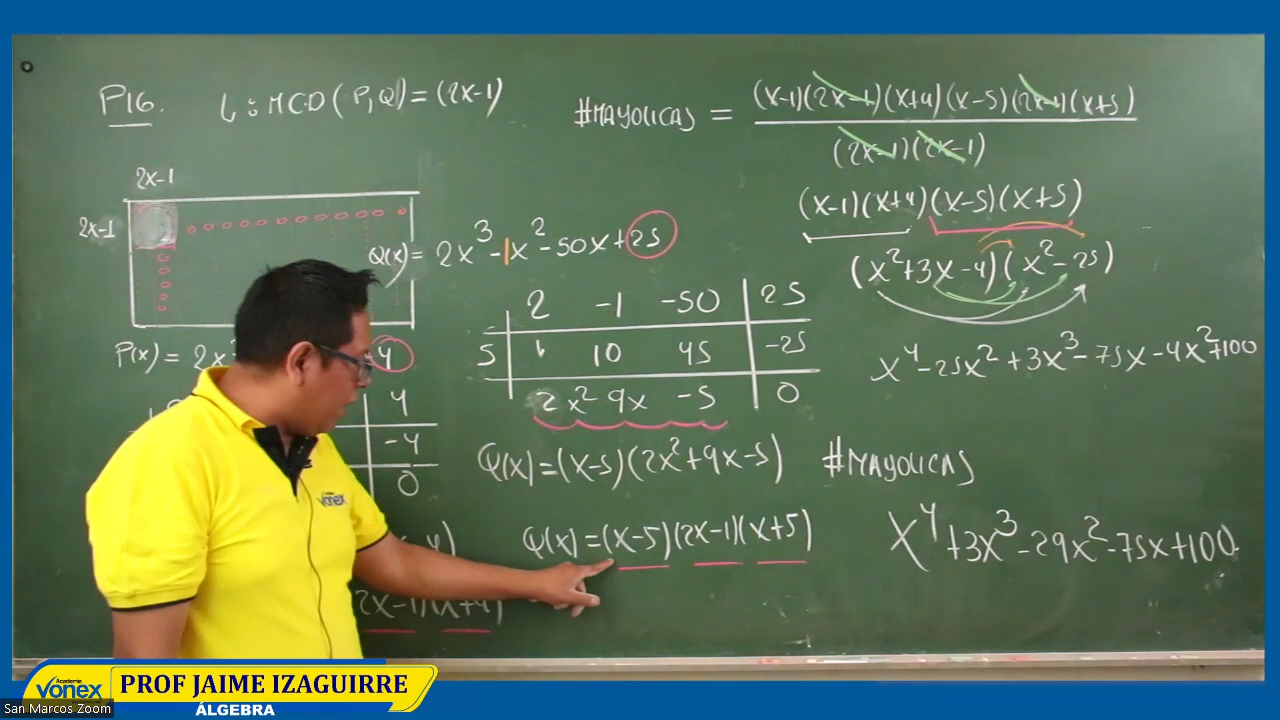 P16. L: MCD(P,Q)=(2x-1)
2x-1
2x-1
P(x) = 2x
4
4
-4
0
2x-1)(x+4)
Q(x) = 2x³-1x²-50x+25
2 -1 -50 25
5 10 45 -25
2x² 9x -5 0
Q(x)=(x-5)(2x²+9x-5)
Q(x)=(x-5)(2x-1)(x+5)
#MAYOLICAS = (x-1)(2x-1)(x+4)(x-5)(2x-1)(x+5)
(2x-1)(2x-1)
(x-1)(x+4)(x-5)(x+5)
(x²+3x-4)(x²-25)
x⁴-25x²+3x³-75x-4x²+100
#MAYOLICAS
x⁴+3x³-29x²-75x+100
vonex
Academia
vonex
PROF JAIME IZAGUIRRE
ÁLGEBRA
San Marcos Zoom